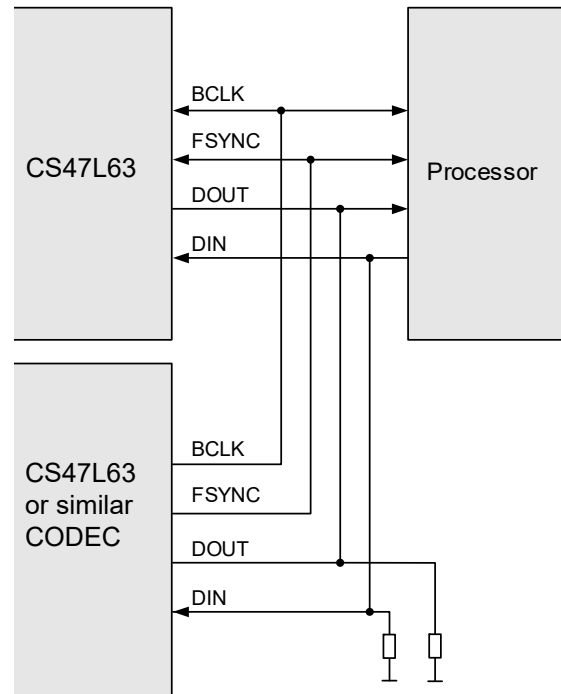 CS47L63
BCLK
FSYNC
DOUT
DIN
Processor
CS47L63
or similar
CODEC
BCLK
FSYNC
DOUT
DIN